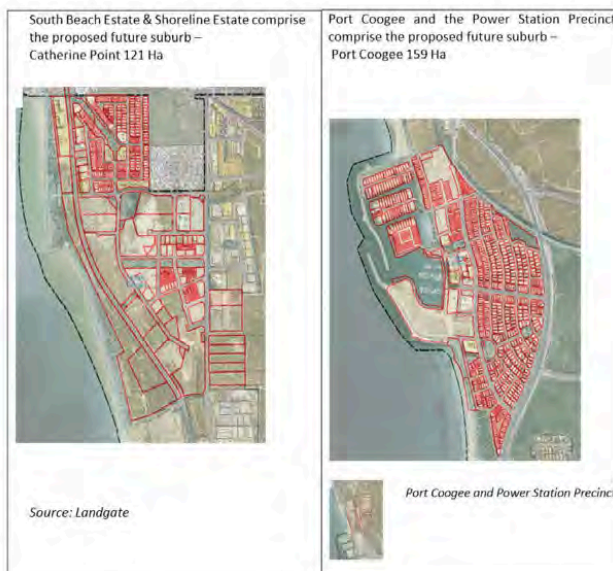 South Beach Estate & Shoreline Estate comprise
the proposed future suburb –
Catherine Point 121 Ha
Source: Landgate
Port Coogee and the Power Station Precinct
comprise the proposed future suburb –
Port Coogee 159 Ha
Port Coogee and Power Station Precinct